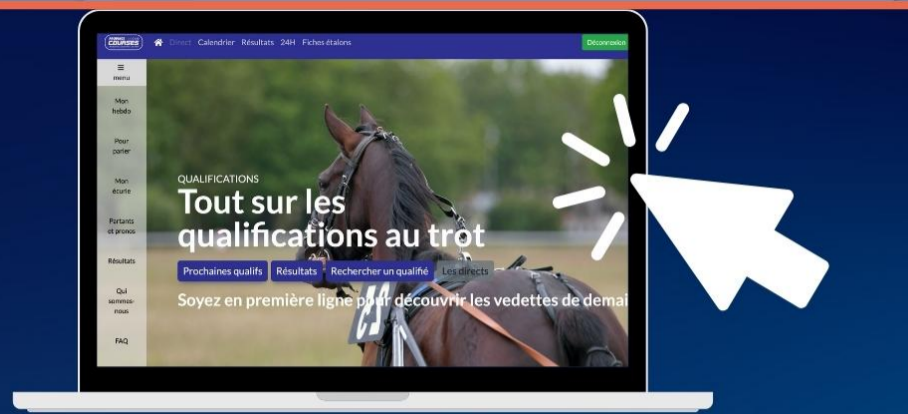 COURSES
Direct Calendrier Résultats 24H Fiches étalons
Déconnexion
menu
Mon
hebdo
Pour
parier
Mon
écurie
Partants
et pronos
Résultats
Qui
sommes-
nous
FAQ
QUALIFICATIONS
Tout sur les
qualifications au trot
Prochaines qualifs Résultats Rechercher un qualifié Les directs
Soyez en première ligne pour découvrir les vedettes de demai